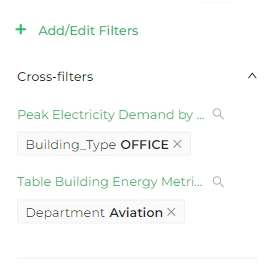 + Add/Edit Filters
Cross-filters
Peak Electricity Demand by ...
Building_Type OFFICE ×
Table Building Energy Metri...
Department Aviation ×